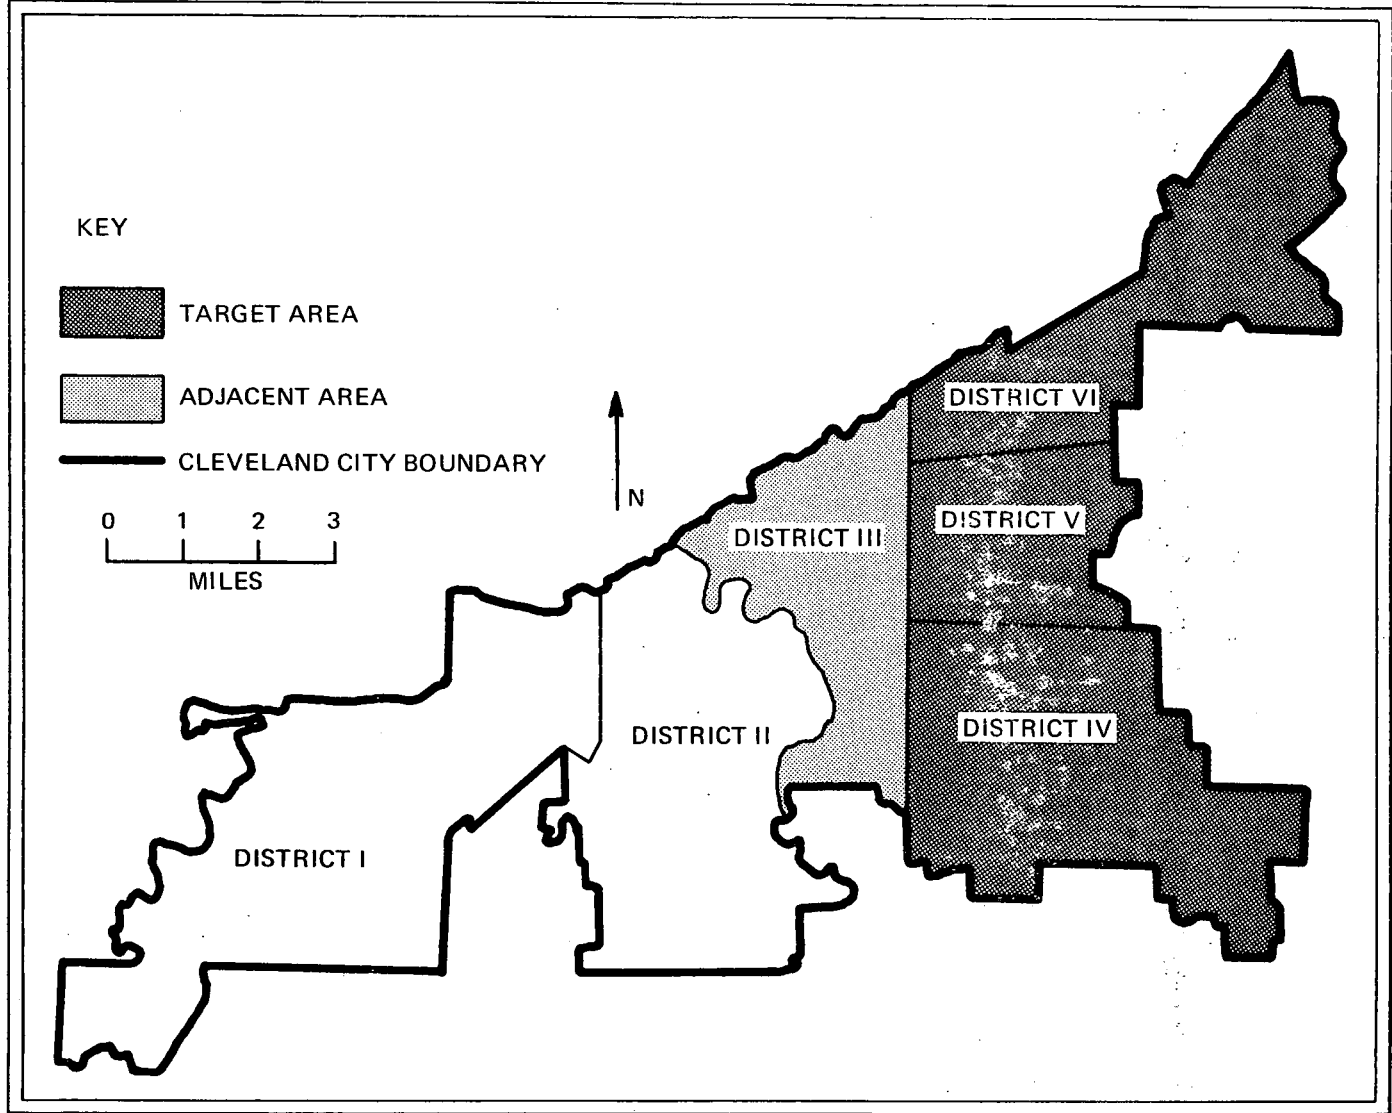 KEY
TARGET AREA
ADJACENT AREA
CLEVELAND CITY BOUNDARY
0 1 2 3
MILES
N
DISTRICT VI
DISTRICT V
DISTRICT III
DISTRICT IV
DISTRICT II
DISTRICT I